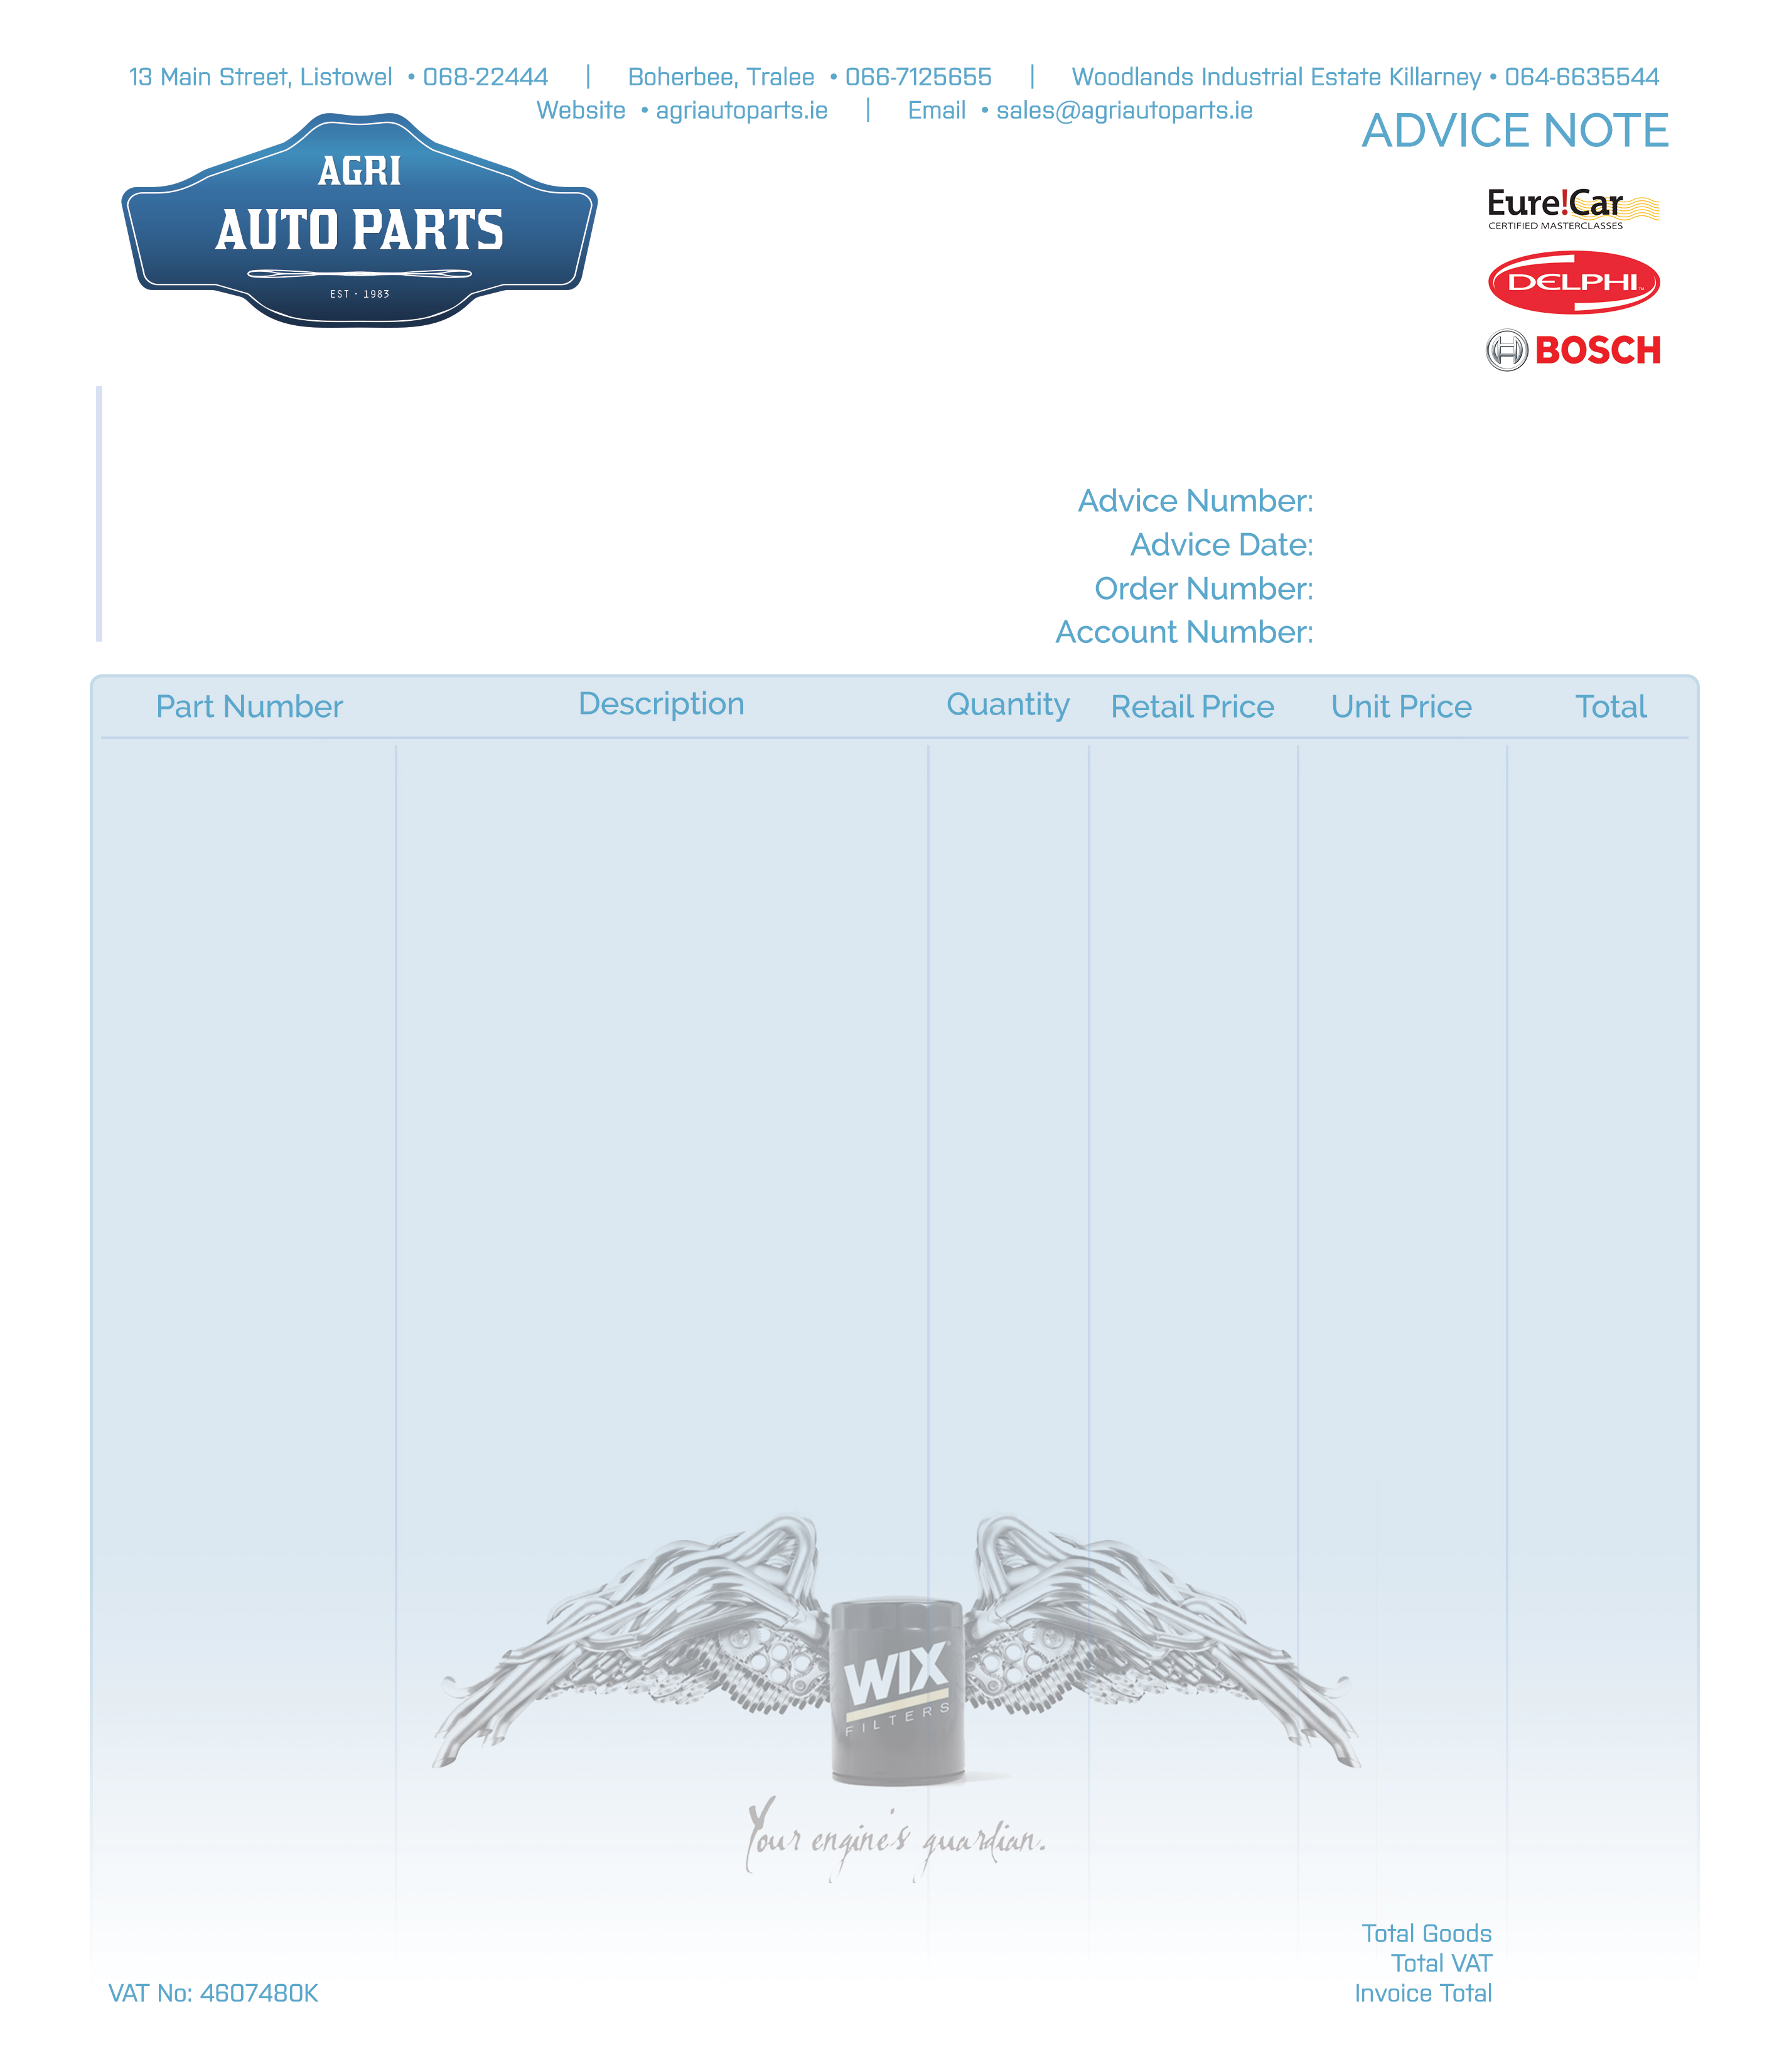 13 Main Street, Listowel • 068-22444 | Boherbee, Tralee • 066-7125655 | Woodlands Industrial Estate Killarney • 064-6635544
Website • agriautoparts.ie | Email • sales@agriautoparts.ie
ADVICE NOTE
AGRI
AUTO PARTS
EST · 1983
Eure!Car
CERTIFIED MASTERCLASSES
DELPHI™
BOSCH
Advice Number:
Advice Date:
Order Number:
Account Number:
Part Number Description Quantity Retail Price Unit Price Total
WIX
FILTERS
Your engine's guardian.
Total Goods
Total VAT
Invoice Total
VAT No: 4607480K